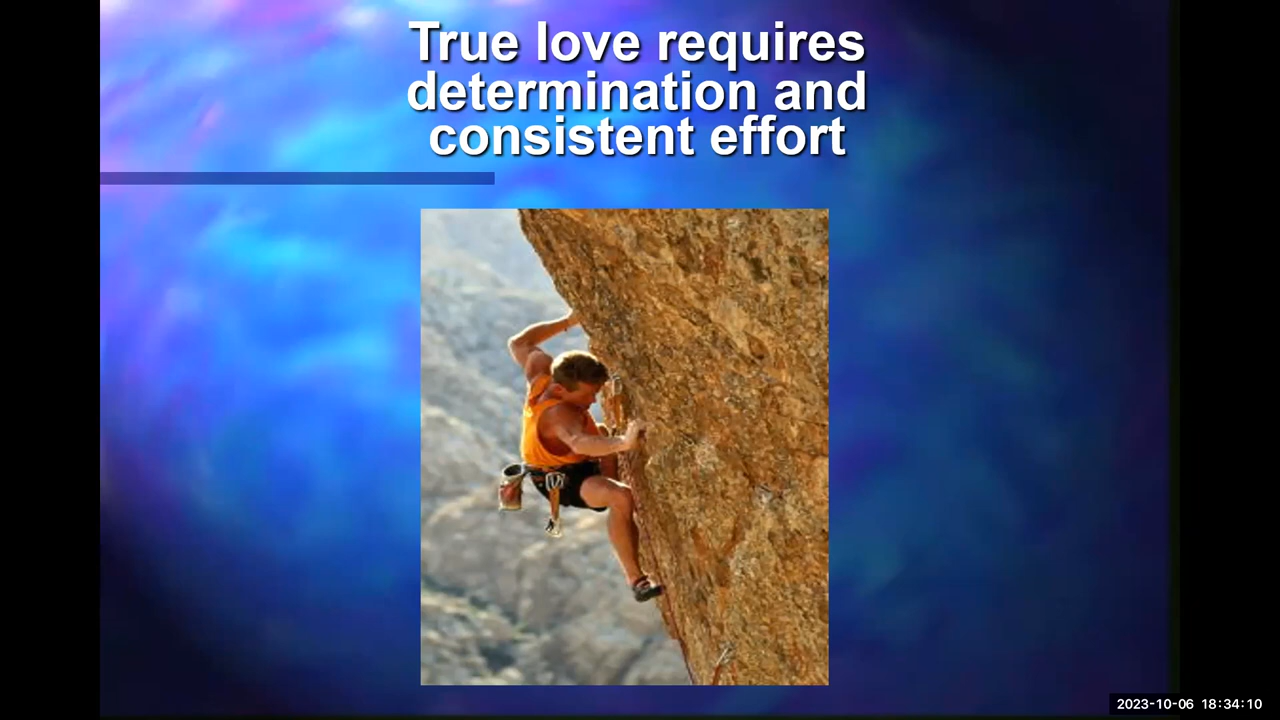 True love requires
determination and
consistent effort
2023-10-06 18:34:10